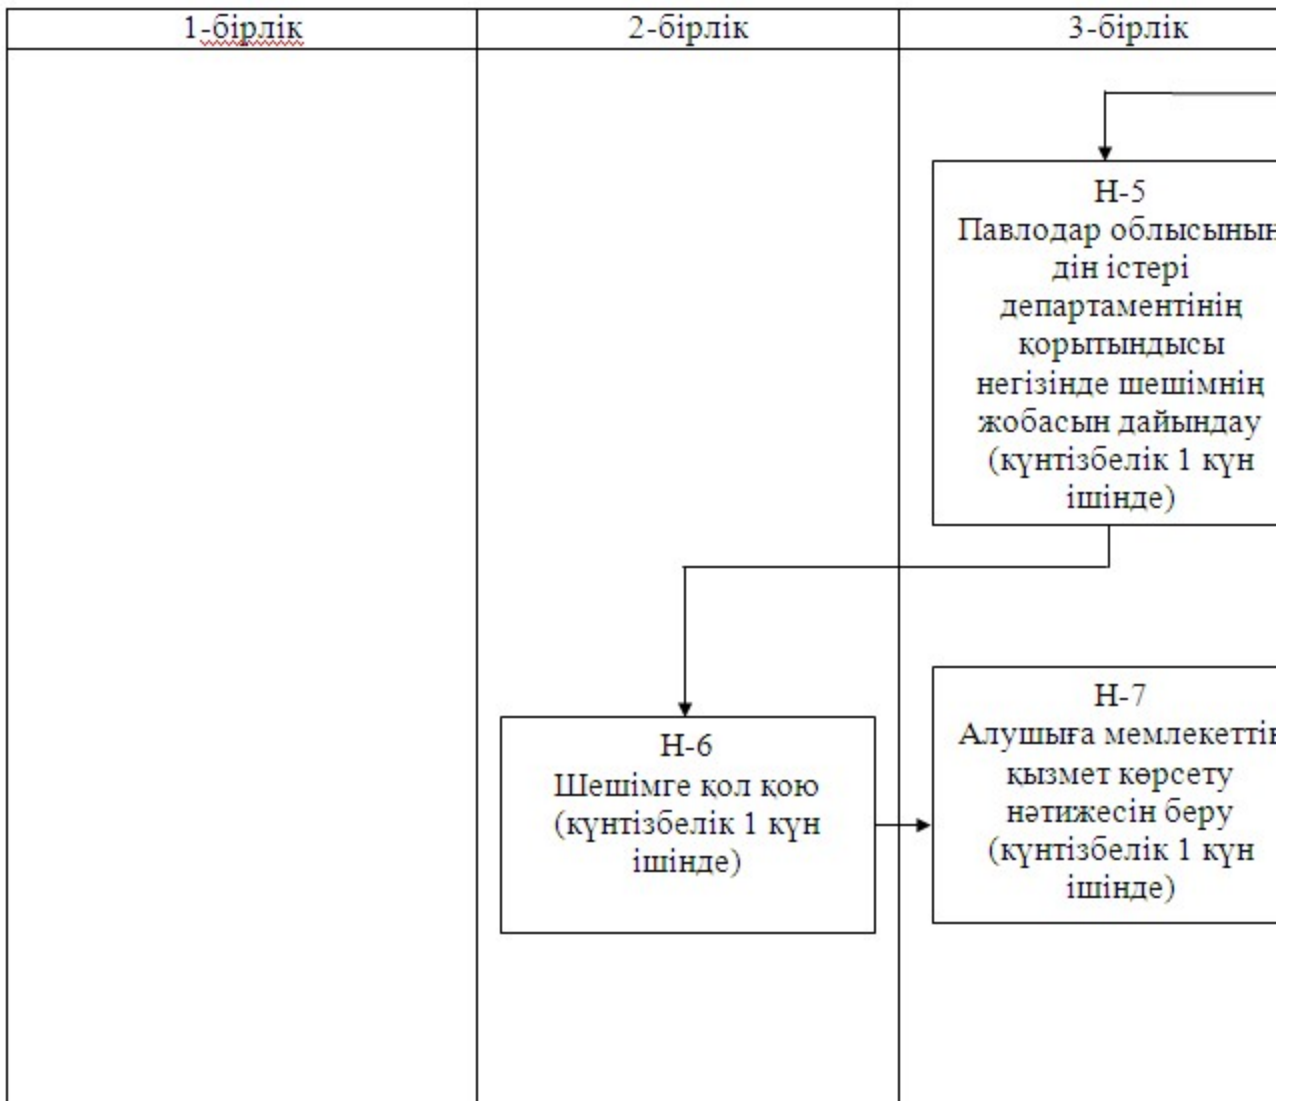 1-бірлік
2-бірлік
3-бірлік
Н-5
Павлодар облысының
дін істері
департаментінің
қорытындысы
негізінде шешімнің
жобасын дайындау
(күнтізбелік 1 күн
ішінде)
Н-6
Шешімге қол қою
(күнтізбелік 1 күн
ішінде)
Н-7
Алушыға мемлекеттік
қызмет көрсету
нәтижесін беру
(күнтізбелік 1 күн
ішінде)